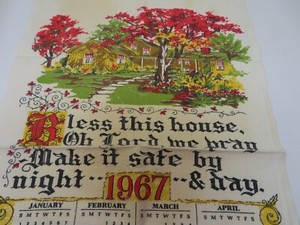 Bless this house,
Oh Lord, we pray
Make it safe by
night -- 1967 -- & day.
JANUARY FEBRUARY MARCH APRIL
S M T W T F S S M T W T F S S M T W T F S S M T W T F S